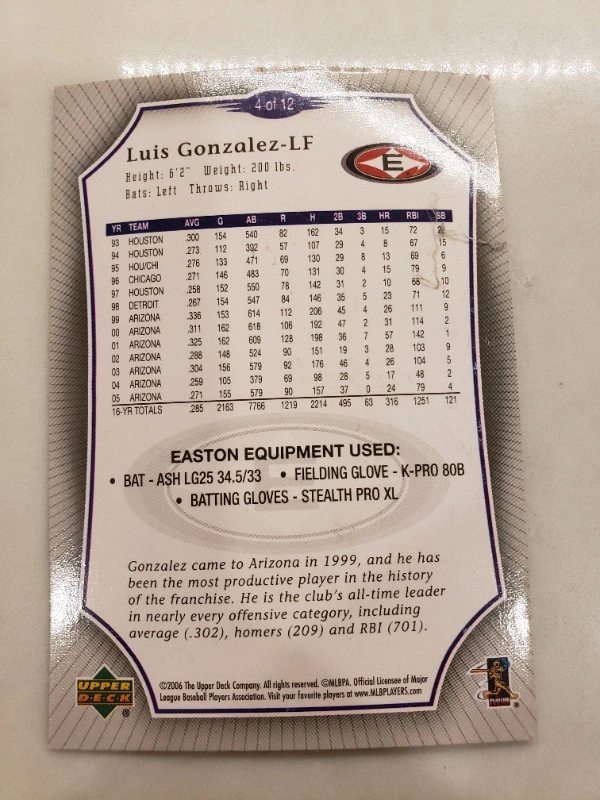 4 of 12
Luis Gonzalez-LF
Height: 6'2" Weight: 200 lbs.
Bats: Left Throws: Right
E
YR TEAM AVG G AB R H 2B 3B HR RBI SB
93 HOUSTON .300 154 540 82 162 34 3 15 72
94 HOUSTON .273 112 392 57 107 29 4 8 67 15
95 HOU/CHI .276 133 471 69 130 29 8 13 69 6
96 CHICAGO .271 146 483 70 131 30 4 15 79 9
97 HOUSTON .258 152 550 78 142 31 2 10 68 10
98 DETROIT .267 154 547 84 146 35 5 23 71 12
99 ARIZONA .336 153 614 112 206 45 4 26 111 9
00 ARIZONA .311 162 618 106 192 47 2 31 114 2
01 ARIZONA .325 162 609 128 198 36 7 57 142 1
02 ARIZONA .288 148 524 90 151 19 3 28 103 9
03 ARIZONA .304 156 579 92 176 46 4 26 104 5
04 ARIZONA .259 105 379 69 98 28 5 17 48 2
05 ARIZONA .271 155 579 90 157 37 0 24 79 4
16-YR TOTALS .285 2163 7766 1219 2214 495 63 316 1251 121
EASTON EQUIPMENT USED:
• BAT - ASH LG25 34.5/33 • FIELDING GLOVE - K-PRO 80B
• BATTING GLOVES - STEALTH PRO XL
Gonzalez came to Arizona in 1999, and he has
been the most productive player in the history
of the franchise. He is the club's all-time leader
in nearly every offensive category, including
average (.302), homers (209) and RBI (701).
UPPER
DECK
©2006 The Upper Deck Company. All rights reserved. ©MLBPA. Official Licensee of Major
League Baseball Players Association. Visit your favorite players at www.MLBPLAYERS.com.